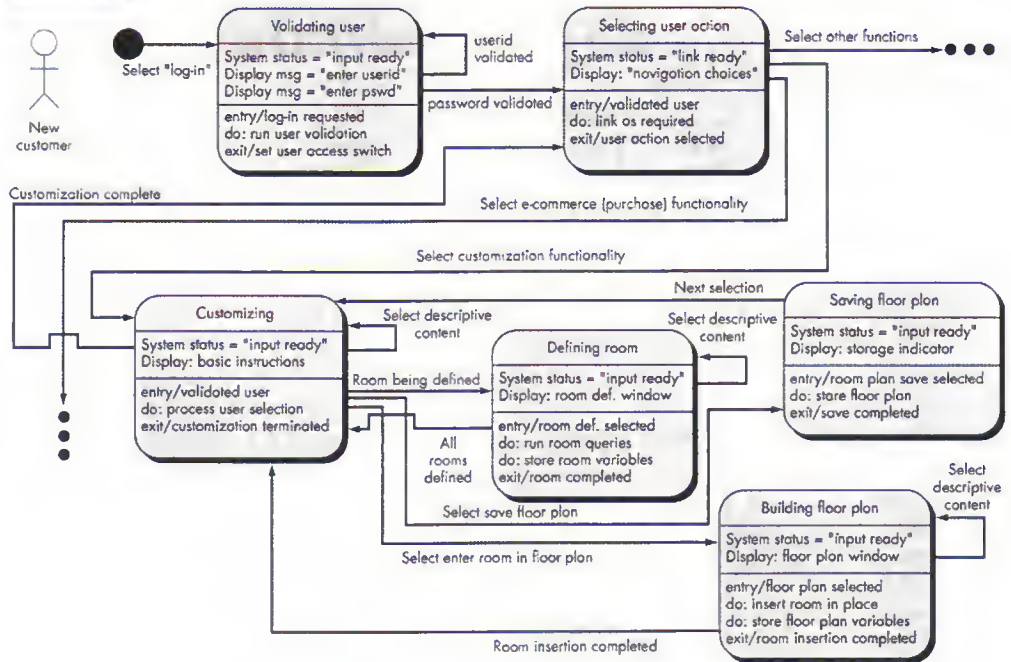 Validating user
System status = "input ready"
Display msg = "enter userid"
Display msg = "enter pswd"
entry/log-in requested
do: run user validation
exit/set user access switch
Select "log-in"
New
customer
userid
validated
password validated
Selecting user action
System status = "link ready"
Display: "navigation choices"
entry/validated user
do: link os required
exit/user action selected
Select other functions
Customization complete
Select e-commerce (purchase) functionality
Select customization functionality
Next selection
Customizing
System status = "input ready"
Display: basic instructions
entry/validated user
do: process user selection
exit/customization terminated
Select descriptive
content
Room being defined
All
rooms
defined
Defining room
System status = "input ready"
Display: room def. window
entry/room def. selected
do: run room queries
do: store room variables
exit/room completed
Select descriptive
content
Saving floor plan
System status = "input ready"
Display: storage indicator
entry/room plan save selected
do: store floor plan
exit/save completed
Select save floor plan
Select enter room in floor plan
Building floor plan
System status = "input ready"
Display: floor plan window
entry/floor plan selected
do: insert room in place
do: store floor plan variables
exit/room insertion completed
Select
descriptive
content
Room insertion completed